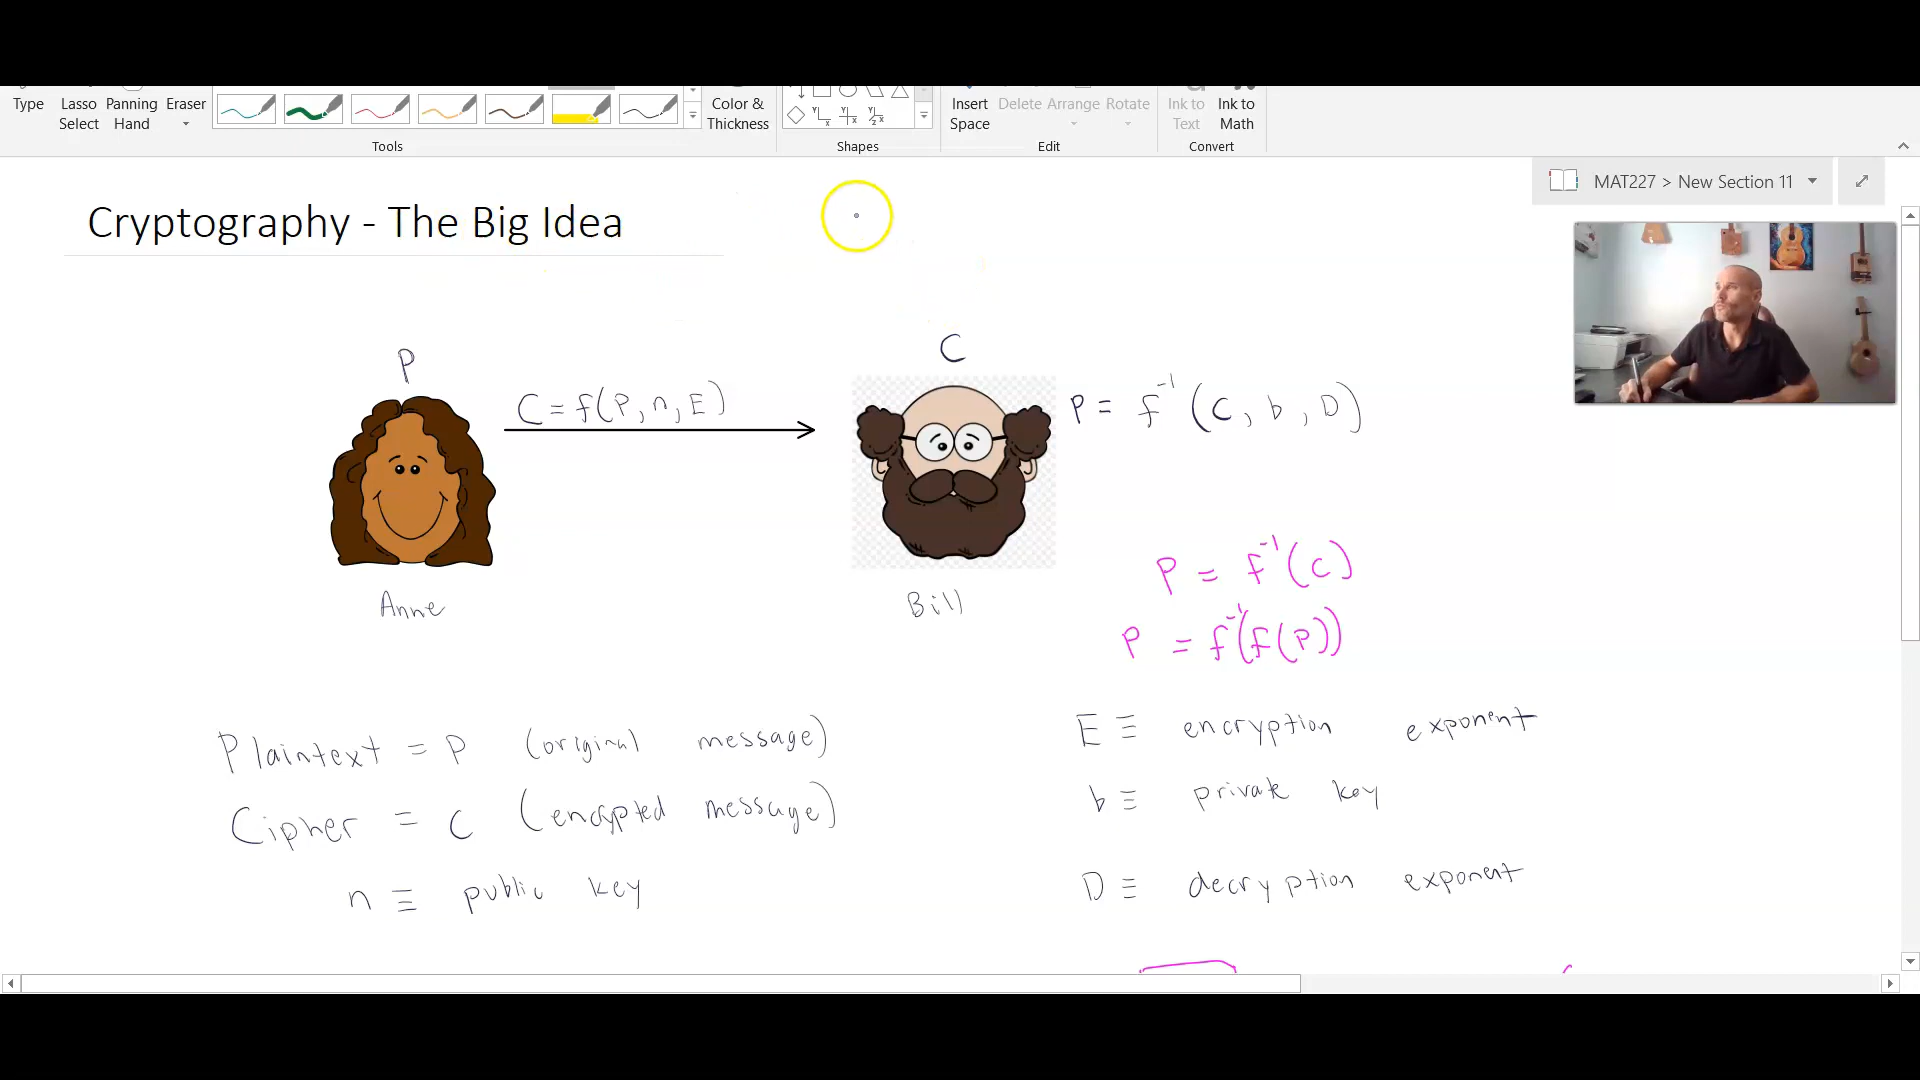 Type
Lasso Select
Panning Hand
Eraser
Color & Thickness
Insert Space
Delete
Arrange
Rotate
Ink to Text
Ink to Math
Tools
Shapes
Edit
Convert
MAT227 > New Section 11
Cryptography - The Big Idea
P
C
C = f(P, n, E)
P = f⁻¹(C, b, D)
P = f⁻¹(C)
Anne
Bill
P = f⁻¹(f(P))
Plaintext = P (original message)
E ≡ encryption exponent
Cipher = C (encrypted message)
b ≡ private key
n ≡ public key
D ≡ decryption exponent